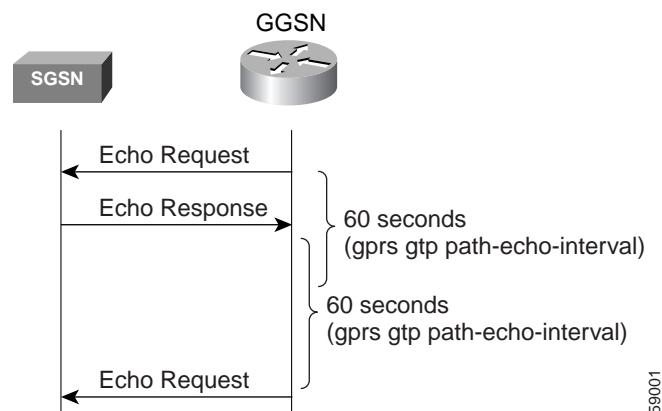 GGSN
SGSN
Echo Request
Echo Response
60 seconds
(gprs gtp path-echo-interval)
60 seconds
(gprs gtp path-echo-interval)
Echo Request
59001